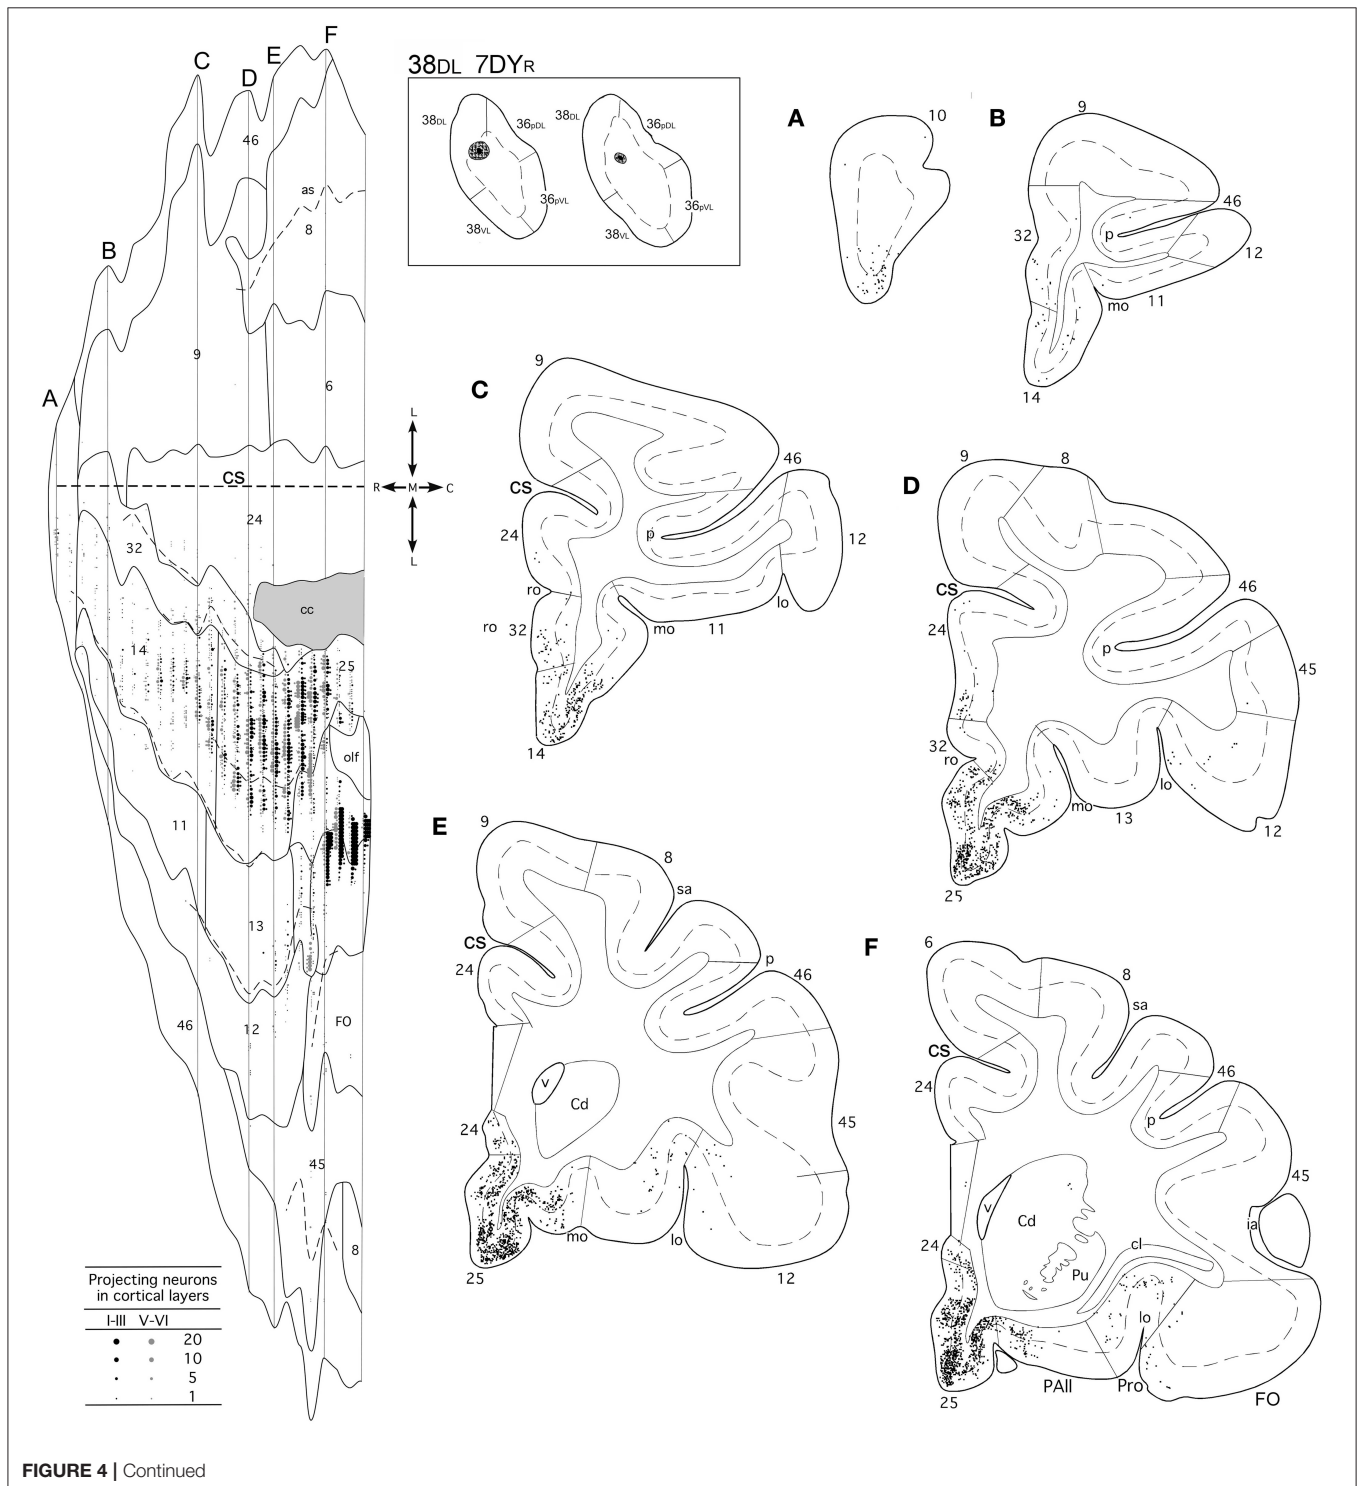 A
B
C
D
E
F
46
as
8
9
6
CS
24
32
cc
14
25
olf
11
13
46
12
FO
45
8
L
R M C
L
Projecting neurons
in cortical layers
I-III V-VI
20
10
5
1
38DL 7DYR
38DL
36pDL
36pVL
38VL
38DL
36pDL
36pVL
38VL
A
10
B
9
46
32
p
12
mo
11
14
C
9
46
CS
24
p
12
ro
lo
ro 32
mo
11
14
D
9
8
46
CS
24
p
45
32
ro
mo
lo
13
12
25
E
9
8
sa
CS
p
24
46
v
Cd
24
45
mo
lo
25
12
F
6
8
sa
CS
24
46
p
45
v
ia
Cd
24
cl
Pu
lo
PAll
Pro
25
FO
FIGURE 4 | Continued